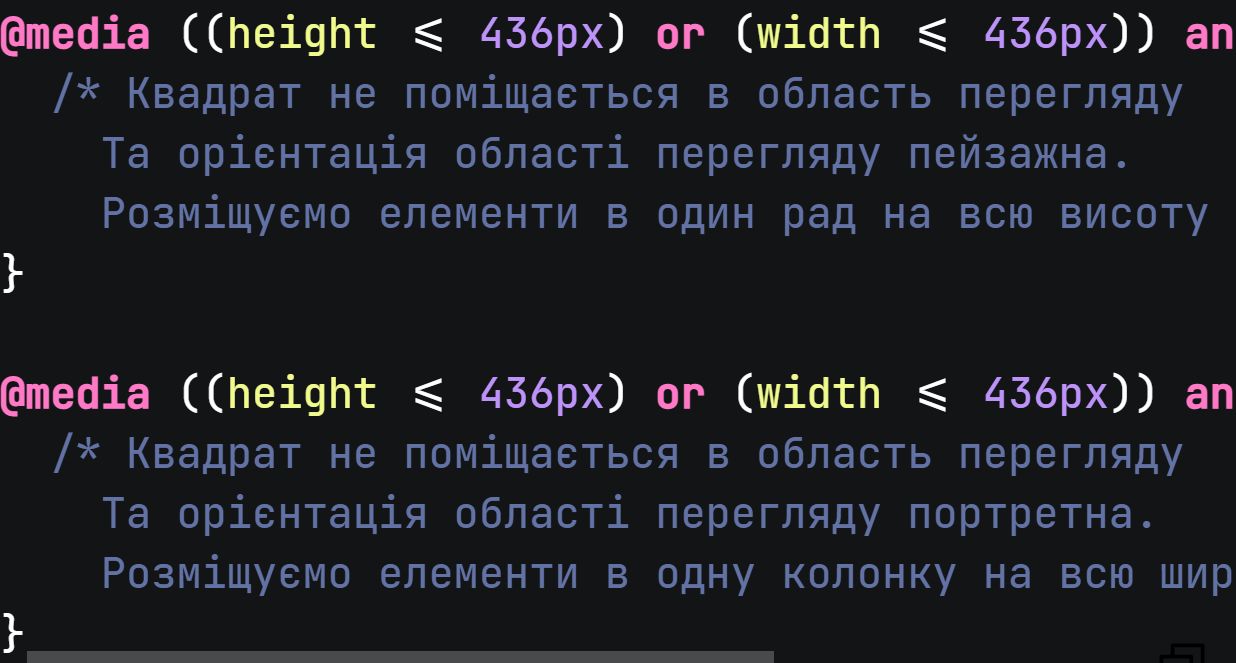 @media ((height <= 436px) or (width <= 436px)) an
/* Квадрат не поміщається в область перегляду
Та орієнтація області перегляду пейзажна.
Розміщуємо елементи в один рад на всю висоту
}
@media ((height <= 436px) or (width <= 436px)) an
/* Квадрат не поміщається в область перегляду
Та орієнтація області перегляду портретна.
Розміщуємо елементи в одну колонку на всю шир
}